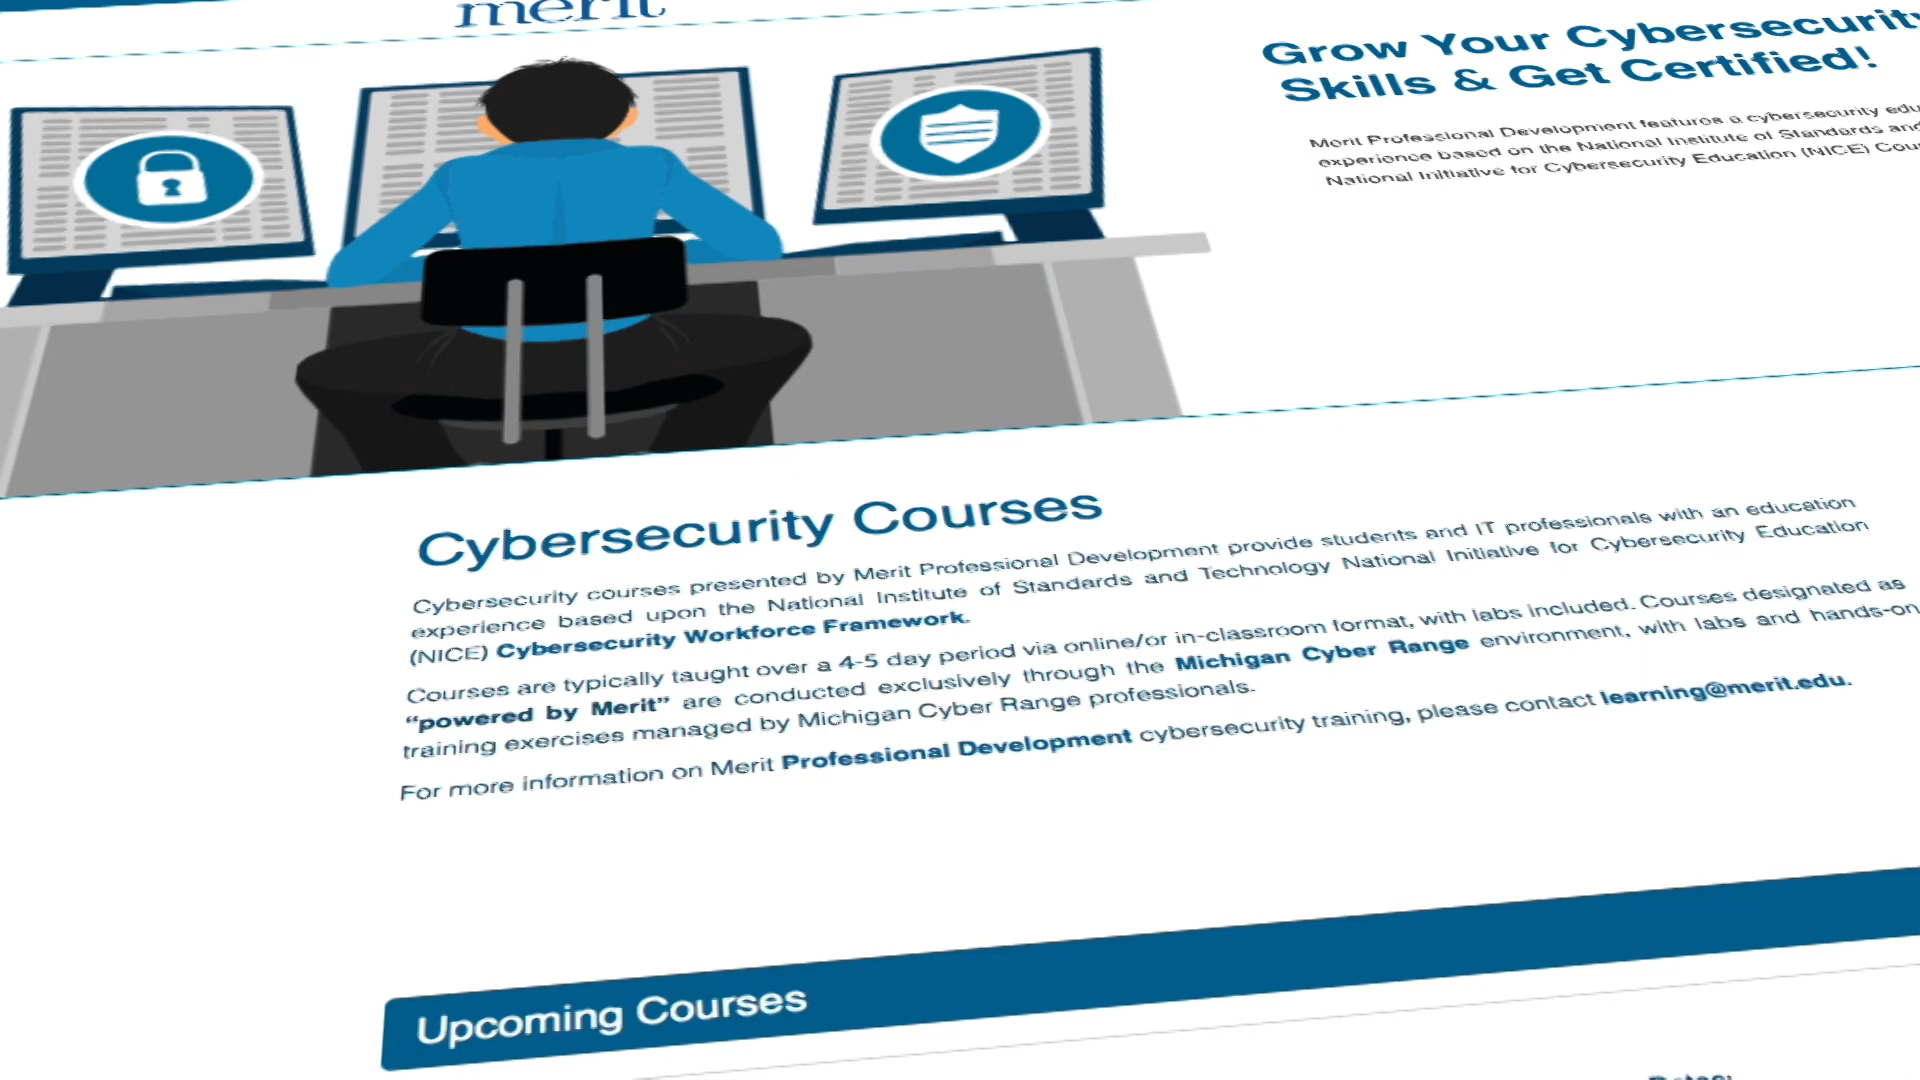 merit
Grow Your Cybersecurity
Skills & Get Certified!
Merit Professional Development features a cybersecurity
experience based on the National Institute of Standards and
National Initiative for Cybersecurity Education (NICE)
Cybersecurity Courses
Cybersecurity courses presented by Merit Professional Development provide students and IT professionals with an education
experience based upon the National Institute of Standards and Technology National Initiative for Cybersecurity Education
(NICE) Cybersecurity Workforce Framework.
Courses are typically taught over a 4-5 day period via online/or in-classroom format, with labs included. Courses designated as
“powered by Merit” are conducted exclusively through the Michigan Cyber Range environment, with labs and hands-on
training exercises managed by Michigan Cyber Range professionals.
For more information on Merit Professional Development cybersecurity training, please contact learning@merit.edu.
Upcoming Courses